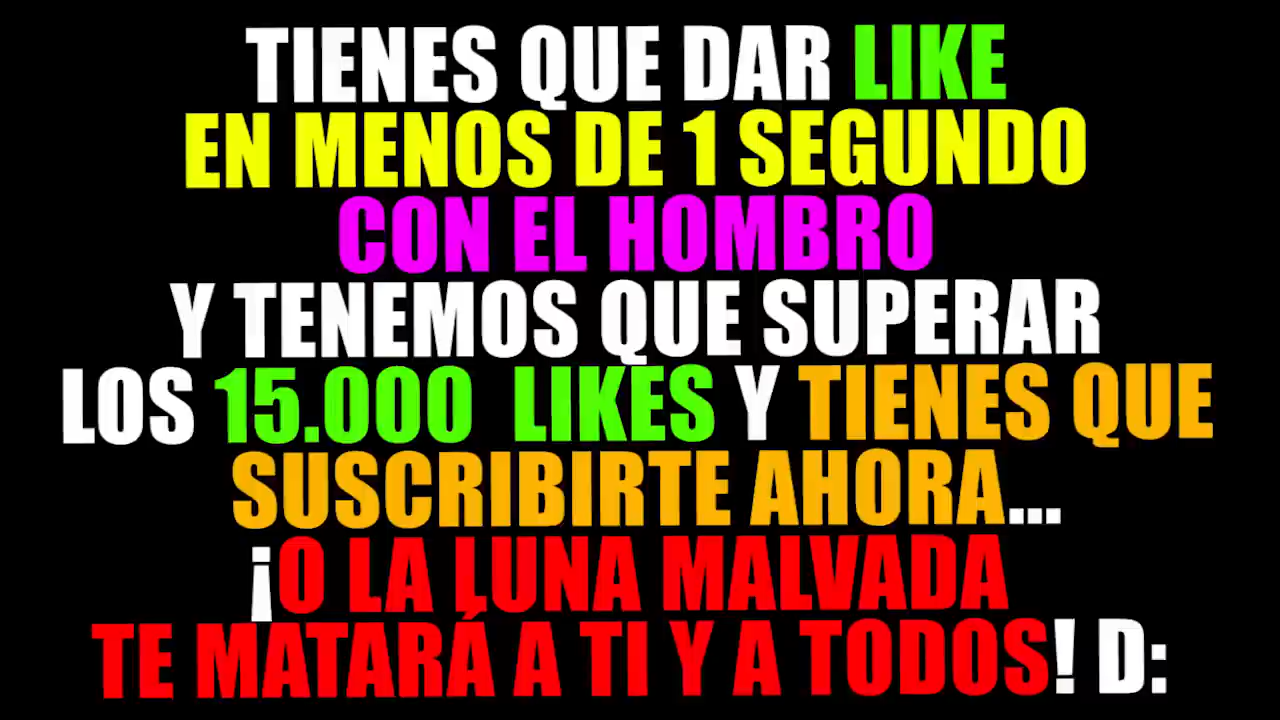 TIENES QUE DAR LIKE
EN MENOS DE 1 SEGUNDO
CON EL HOMBRO
Y TENEMOS QUE SUPERAR
LOS 15.000 LIKES Y TIENES QUE
SUSCRIBIRTE AHORA...
¡O LA LUNA MALVADA
TE MATARÁ A TI Y A TODOS! D: